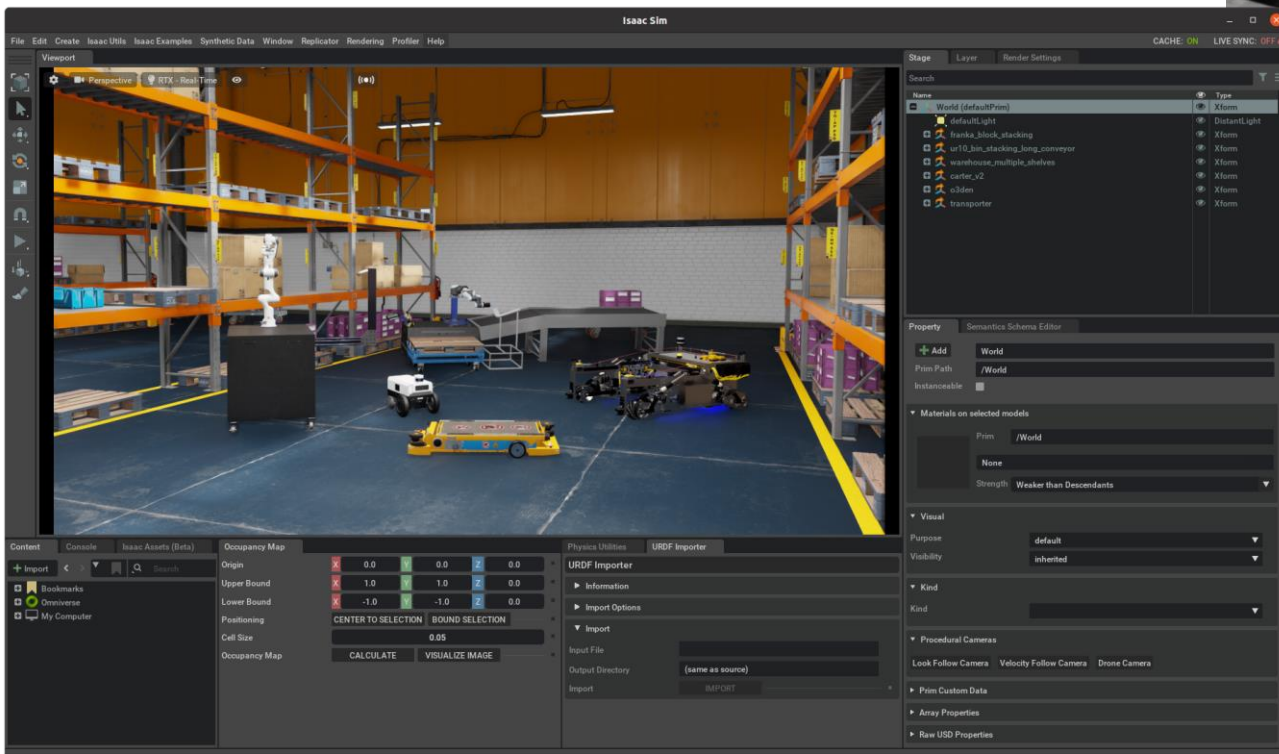 Isaac Sim
File Edit Create Isaac Utils Isaac Examples Synthetic Data Window Replicator Rendering Profiler Help
CACHE: ON LIVE SYNC: OFF
Viewport
Perspective RTX - Real-Time
Stage Layer Render Settings
Search
Name Type
World (defaultPrim) Xform
defaultLight DistantLight
franka_block_stacking Xform
ur10_bin_stacking_long_conveyor Xform
warehouse_multiple_shelves Xform
carter_v2 Xform
o3den Xform
transporter Xform
Property Semantics Schema Editor
Add World
Prim Path /World
Instanceable
Materials on selected models
Prim /World
None
Strength Weaker than Descendants
Visual
Purpose default
Visibility inherited
Kind
Kind
Procedural Cameras
Look Follow Camera Velocity Follow Camera Drone Camera
Prim Custom Data
Array Properties
Raw USD Properties
Content Console Isaac Assets (Beta)
+ Import Search
Bookmarks
Omniverse
My Computer
Occupancy Map
Origin X 0.0 Y 0.0 Z 0.0
Upper Bound X 1.0 Y 1.0 Z 0.0
Lower Bound X -1.0 Y -1.0 Z 0.0
Positioning CENTER TO SELECTION BOUND SELECTION
Cell Size 0.05
Occupancy Map CALCULATE VISUALIZE IMAGE
Physics Utilities URDF Importer
URDF Importer
Information
Import Options
Import
Input File
Output Directory (same as source)
Import IMPORT